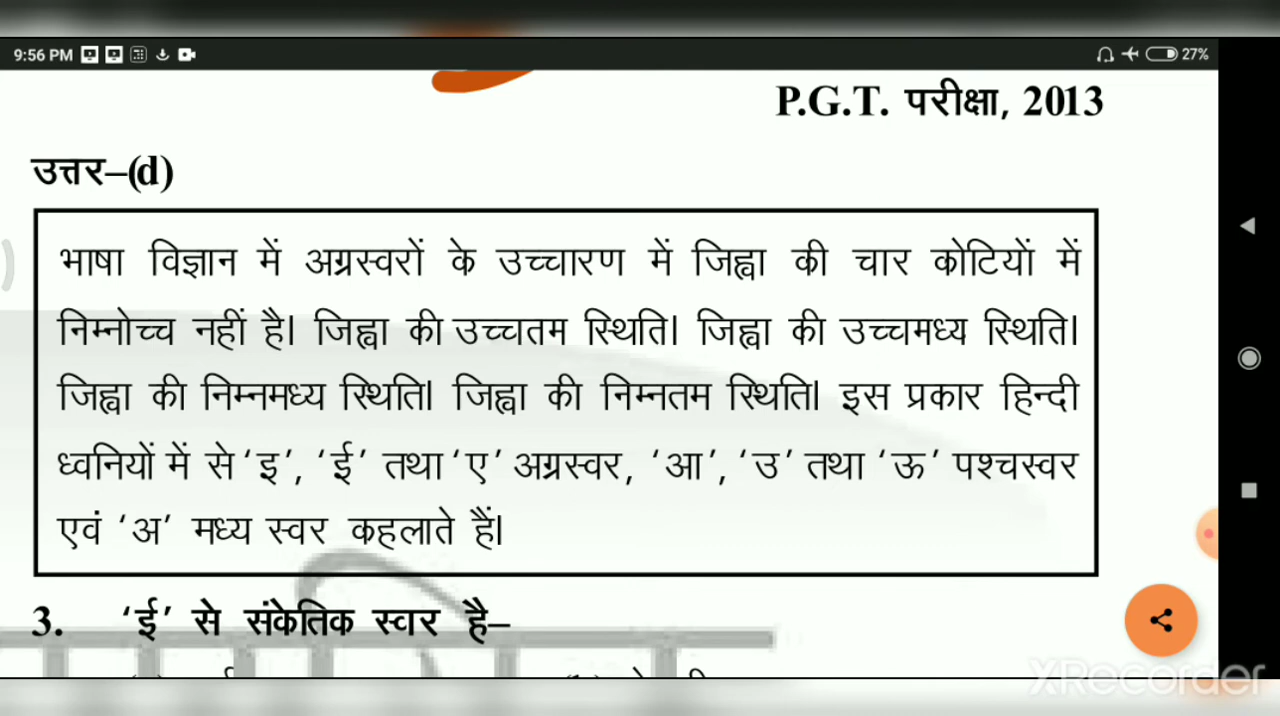 9:56 PM
27%
P.G.T. परीक्षा, 2013
उत्तर–(d)
भाषा विज्ञान में अग्रस्वरों के उच्चारण में जिह्वा की चार कोटियों में
निम्नोच्च नहीं है। जिह्वा की उच्चतम स्थिति। जिह्वा की उच्चमध्य स्थिति।
जिह्वा की निम्नमध्य स्थिति। जिह्वा की निम्नतम स्थिति। इस प्रकार हिन्दी
ध्वनियों में से ‘इ’, ‘ई’ तथा ‘ए’ अग्रस्वर, ‘आ’, ‘उ’ तथा ‘ऊ’ पश्चस्वर
एवं ‘अ’ मध्य स्वर कहलाते हैं।
3. ‘ई’ से संकेतिक स्वर है–
XRecorder